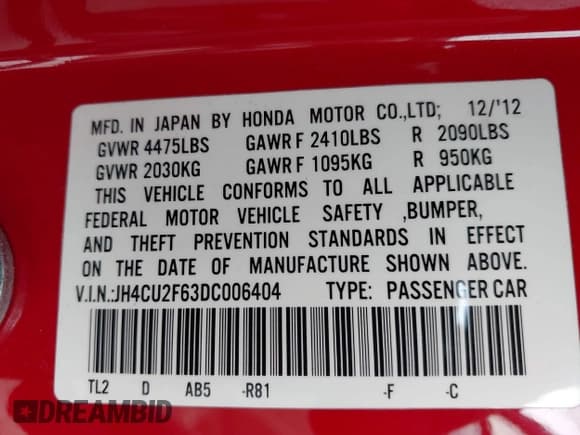 MFD. IN JAPAN BY HONDA MOTOR CO.,LTD; 12/'12
GVWR 4475LBS GAWR F 2410LBS R 2090LBS
GVWR 2030KG GAWR F 1095KG R 950KG
THIS VEHICLE CONFORMS TO ALL APPLICABLE
FEDERAL MOTOR VEHICLE SAFETY ,BUMPER,
AND THEFT PREVENTION STANDARDS IN EFFECT
ON THE DATE OF MANUFACTURE SHOWN ABOVE.
V.I.N.:JH4CU2F63DC006404 TYPE: PASSENGER CAR
TL2 D AB5 -R81 -F -C
DREAMBID